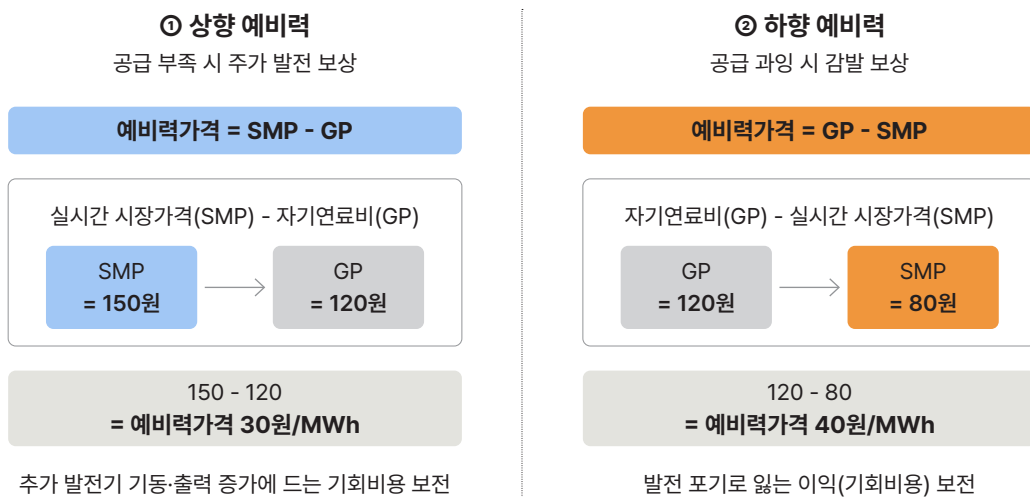 ① 상향 예비력
공급 부족 시 추가 발전 보상
예비력가격 = SMP - GP
실시간 시장가격(SMP) - 자기연료비(GP)
SMP
= 150원
GP
= 120원
150 - 120
= 예비력가격 30원/MWh
추가 발전기 기동·출력 증가에 드는 기회비용 보전
② 하향 예비력
공급 과잉 시 감발 보상
예비력가격 = GP - SMP
자기연료비(GP) - 실시간 시장가격(SMP)
GP
= 120원
SMP
= 80원
120 - 80
= 예비력가격 40원/MWh
발전 포기로 잃는 이익(기회비용) 보전